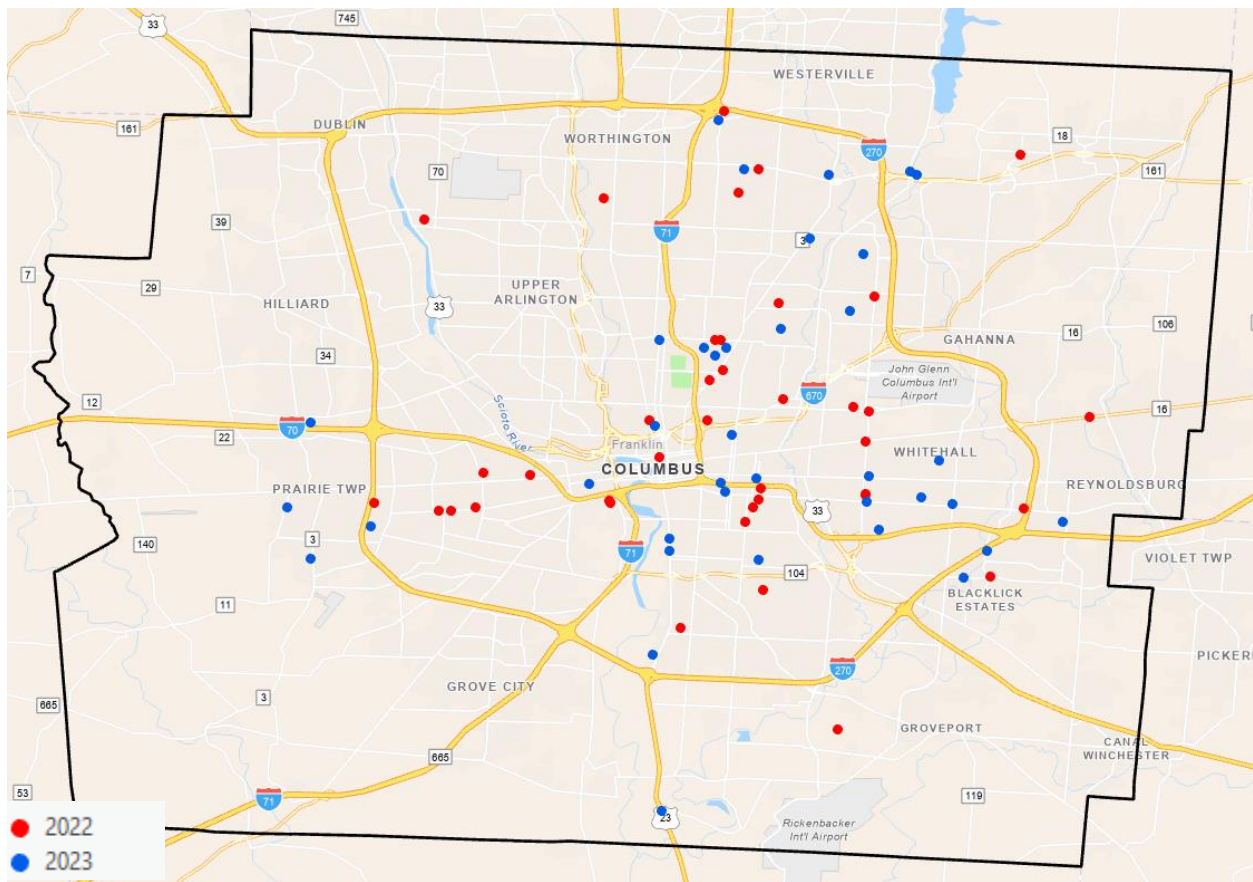 745
33
WESTERVILLE
161
DUBLIN
WORTHINGTON
18
270
70
161
39
71
3
7
29
UPPER
ARLINGTON
HILLIARD
33
16
106
GAHANNA
34
John Glenn
Columbus Int'l
Airport
670
12
Scioto River
16
70
22
Franklin
WHITEHALL
COLUMBUS
PRAIRIE TWP
REYNOLDSBURG
33
140
3
71
VIOLET TWP
104
BLACKLICK
ESTATES
11
PICKERI
270
GROVE CITY
3
665
GROVEPORT
CANAL
WINCHESTER
665
53
71
119
23
Rickenbacker
Int'l Airport
2022
2023